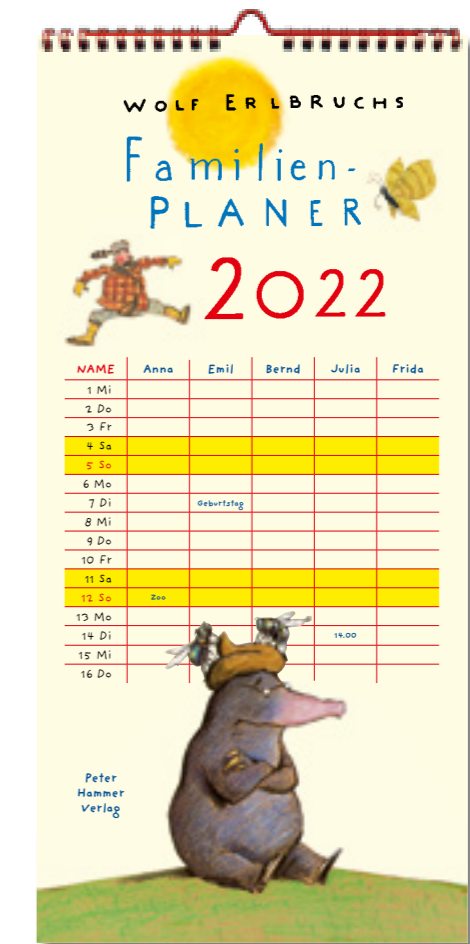 WOLF ERLBRUCHS
Familien-
PLANER
2022
NAME Anna Emil Bernd Julia Frida
1 Mi
2 Do
3 Fr
4 Sa
5 So
6 Mo
7 Di Geburtstag
8 Mi
9 Do
10 Fr
11 Sa
12 So Zoo
13 Mo
14 Di 14.00
15 Mi
16 Do
Peter
Hammer
Verlag